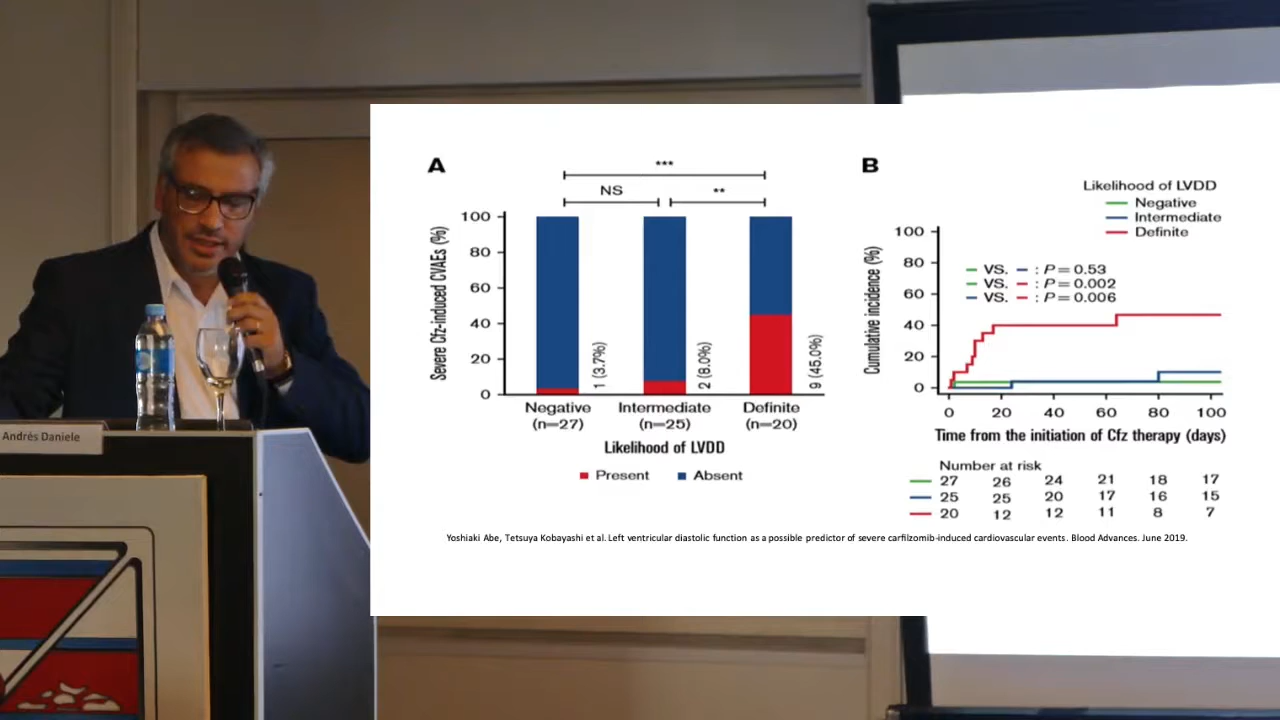 Andrés Daniele
A
***
NS
**
Severe Cfz-induced CVAEs (%)
100
80
60
40
20
0
1 (3.7%)
2 (8.0%)
9 (45.0%)
Negative
(n=27)
Intermediate
(n=25)
Definite
(n=20)
Likelihood of LVDD
Present
Absent
B
Likelihood of LVDD
Negative
Intermediate
Definite
Cumulative incidence (%)
100
80
60
40
20
0
VS. : P = 0.53
VS. : P = 0.002
VS. : P = 0.006
0 20 40 60 80 100
Time from the initiation of Cfz therapy (days)
Number at risk
27 26 24 21 18 17
25 25 20 17 16 15
20 12 12 11 8 7
Yoshiaki Abe, Tetsuya Kobayashi et al. Left ventricular diastolic function as a possible predictor of severe carfilzomib-induced cardiovascular events. Blood Advances. June 2019.